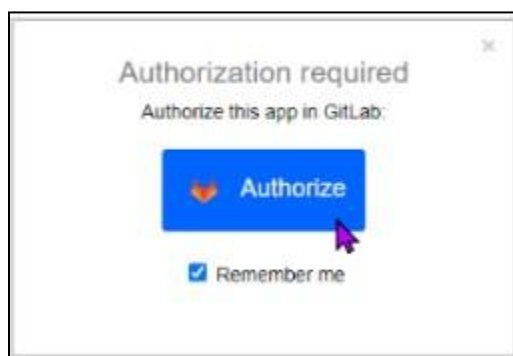 Authorization required
Authorize this app in GitLab:
Authorize
Remember me